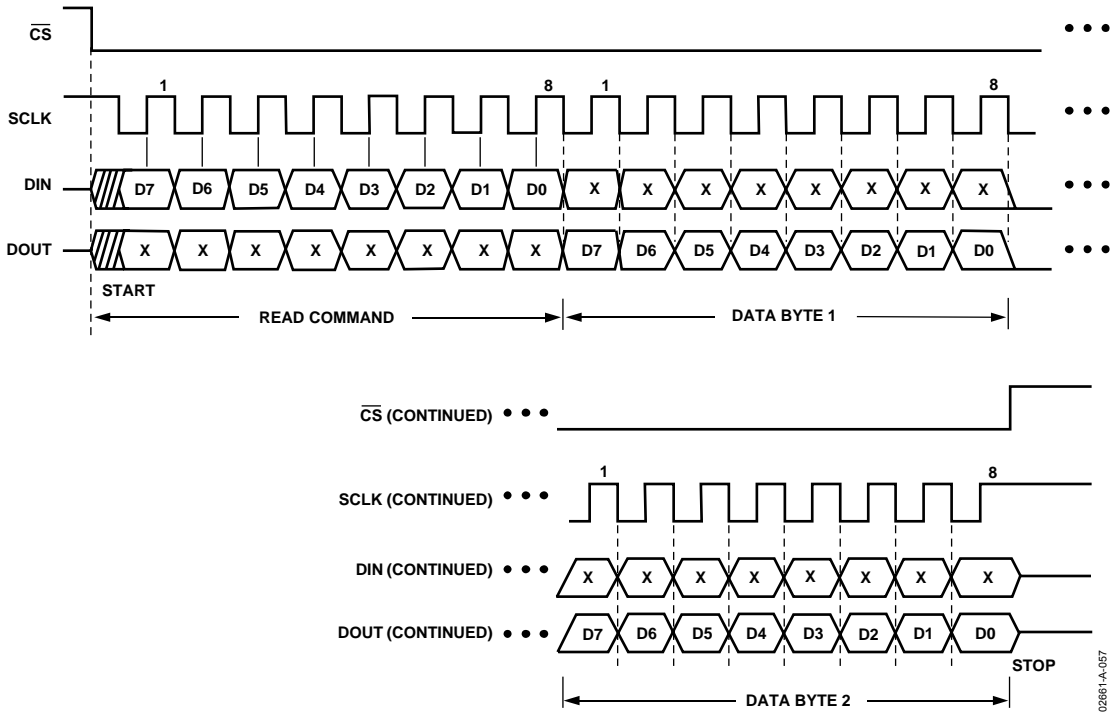 CS
1 8 1 8
SCLK
DIN D7 D6 D5 D4 D3 D2 D1 D0 X X X X X X X X
DOUT X X X X X X X X D7 D6 D5 D4 D3 D2 D1 D0
START
READ COMMAND DATA BYTE 1
CS (CONTINUED)
1 8
SCLK (CONTINUED)
DIN (CONTINUED) X X X X X X X X
DOUT (CONTINUED) D7 D6 D5 D4 D3 D2 D1 D0
STOP
DATA BYTE 2
02661-A-057